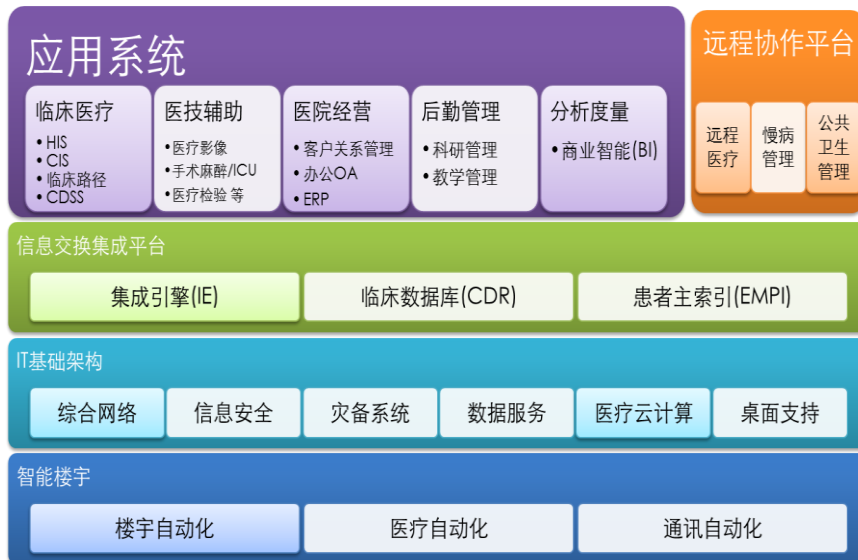 应用系统
临床医疗
• HIS
• CIS
• 临床路径
• CDSS
医技辅助
• 医疗影像
• 手术麻醉/ICU
• 医疗检验 等
医院经营
• 客户关系管理
• 办公OA
• ERP
后勤管理
• 科研管理
• 教学管理
分析度量
• 商业智能(BI)
远程协作平台
远程
医疗
慢病
管理
公共
卫生
管理
信息交换集成平台
集成引擎(IE)
临床数据库(CDR)
患者主索引(EMPI)
IT基础架构
综合网络
信息安全
灾备系统
数据服务
医疗云计算
桌面支持
智能楼宇
楼宇自动化
医疗自动化
通讯自动化